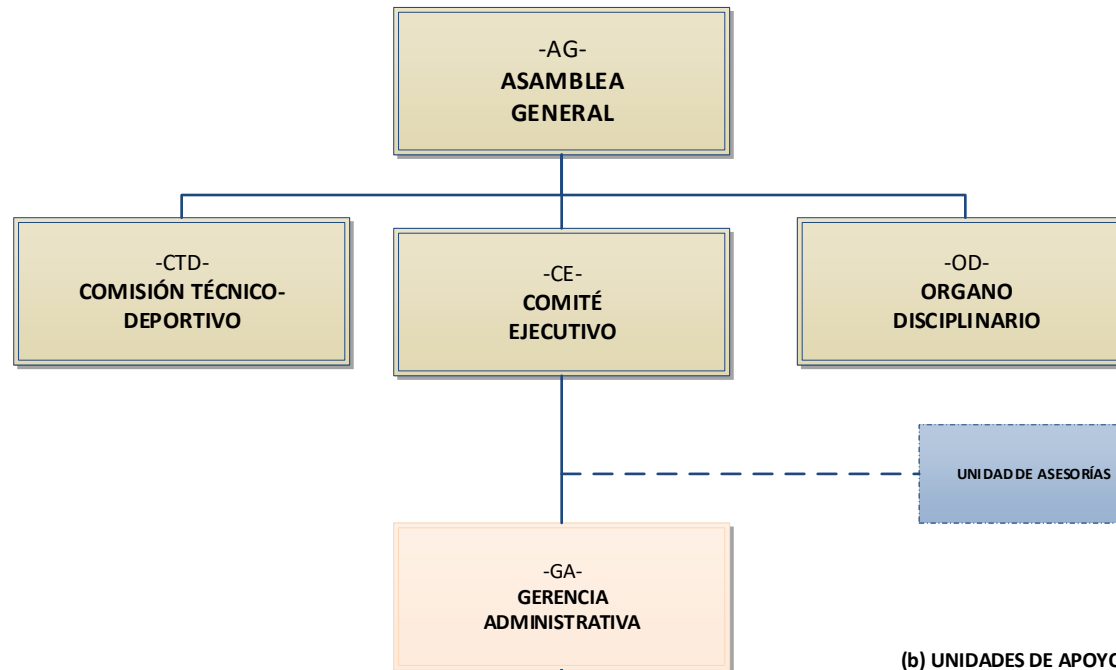 -AG-
ASAMBLEA
GENERAL
-CTD-
COMISIÓN TÉCNICO-
DEPORTIVO
-CE-
COMITÉ
EJECUTIVO
-OD-
ORGANO
DISCIPLINARIO
UNIDAD DE ASESORÍAS
-GA-
GERENCIA
ADMINISTRATIVA
(b) UNIDADES DE APOYO